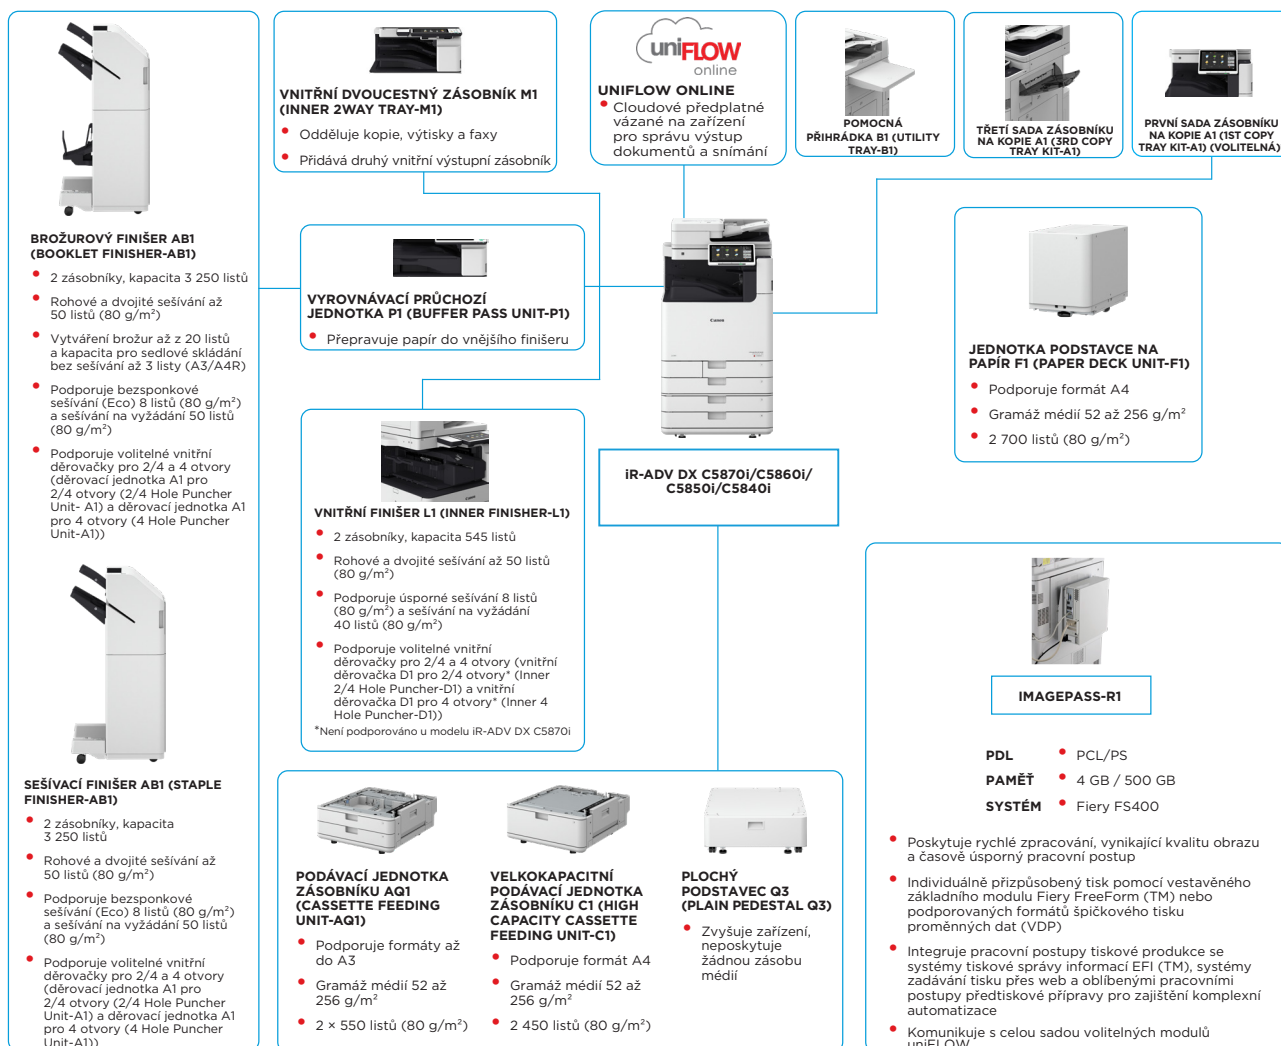 BROŽUROVÝ FINIŠER AB1
(BOOKLET FINISHER-AB1)
• 2 zásobníky, kapacita 3 250 listů
• Rohové a dvojité sešívání až
50 listů (80 g/m²)
• Vytváření brožur až z 20 listů
a kapacita pro sedlové skládání
bez sešívání až 3 listy (A3/A4R)
• Podporuje bezsponkové
sešívání (Eco) 8 listů (80 g/m²)
a sešívání na vyžádání 50 listů
(80 g/m²)
• Podporuje volitelné vnitřní
děrovačky pro 2/4 a 4 otvory
(děrovací jednotka A1 pro
2/4 otvory (2/4 Hole Puncher
Unit- A1) a děrovací jednotka A1
pro 4 otvory (4 Hole Puncher
Unit-A1))
SEŠÍVACÍ FINIŠER AB1 (STAPLE
FINISHER-AB1)
• 2 zásobníky, kapacita
3 250 listů
• Rohové a dvojité sešívání až
50 listů (80 g/m²)
• Podporuje bezsponkové
sešívání (Eco) 8 listů (80 g/m²)
a sešívání na vyžádání 50 listů
(80 g/m²)
• Podporuje volitelné vnitřní
děrovačky pro 2/4 a 4 otvory
(děrovací jednotka A1 pro
2/4 otvory (2/4 Hole Puncher
Unit-A1) a děrovací jednotka A1
pro 4 otvory (4 Hole Puncher
Unit-A1))
VNITŘNÍ DVOUCESTNÝ ZÁSOBNÍK M1
(INNER 2WAY TRAY-M1)
• Odděluje kopie, výtisky a faxy
• Přidává druhý vnitřní výstupní zásobník
uniFLOW
online
UNIFLOW ONLINE
• Cloudové předplatné
vázané na zařízení
pro správu výstup
dokumentů a snímání
POMOCNÁ
PŘIHRÁDKA B1 (UTILITY
TRAY-B1)
TŘETÍ SADA ZÁSOBNÍKU
NA KOPIE A1 (3RD COPY
TRAY KIT-A1)
PRVNÍ SADA ZÁSOBNÍKU
NA KOPIE A1 (1ST COPY
TRAY KIT-A1) (VOLITELNÁ)
VYROVNÁVACÍ PRŮCHOZÍ
JEDNOTKA P1 (BUFFER PASS UNIT-P1)
• Přepravuje papír do vnějšího finišeru
Canon
iR-ADV DX C5870i/C5860i/
C5850i/C5840i
JEDNOTKA PODSTAVCE NA
PAPÍR F1 (PAPER DECK UNIT-F1)
• Podporuje formát A4
• Gramáž médií 52 až 256 g/m²
• 2 700 listů (80 g/m²)
VNITŘNÍ FINIŠER L1 (INNER FINISHER-L1)
• 2 zásobníky, kapacita 545 listů
• Rohové a dvojité sešívání až 50 listů
(80 g/m²)
• Podporuje úsporné sešívání 8 listů
(80 g/m²) a sešívání na vyžádání
40 listů (80 g/m²)
• Podporuje volitelné vnitřní
děrovačky pro 2/4 a 4 otvory (vnitřní
děrovačka D1 pro 2/4 otvory* (Inner
2/4 Hole Puncher-D1) a vnitřní
děrovačka D1 pro 4 otvory* (Inner 4
Hole Puncher-D1))
*Není podporováno u modelu iR-ADV DX C5870i
PODÁVACÍ JEDNOTKA
ZÁSOBNÍKU AQ1
(CASSETTE FEEDING
UNIT-AQ1)
• Podporuje formáty až
do A3
• Gramáž médií 52 až
256 g/m²
• 2 × 550 listů (80 g/m²)
VELKOKAPACITNÍ
PODÁVACÍ JEDNOTKA
ZÁSOBNÍKU C1 (HIGH
CAPACITY CASSETTE
FEEDING UNIT-C1)
• Podporuje formát A4
• Gramáž médií 52 až
256 g/m²
• 2 450 listů (80 g/m²)
PLOCHÝ
PODSTAVEC Q3
(PLAIN PEDESTAL Q3)
• Zvyšuje zařízení,
neposkytuje
žádnou zásobu
médií
IMAGEPASS-R1
PDL • PCL/PS
PAMĚŤ • 4 GB / 500 GB
SYSTÉM • Fiery FS400
• Poskytuje rychlé zpracování, vynikající kvalitu obrazu
a časově úsporný pracovní postup
• Individuálně přizpůsobený tisk pomocí vestavěného
základního modulu Fiery FreeForm (TM) nebo
podporovaných formátů špičkového tisku
proměnných dat (VDP)
• Integruje pracovní postupy tiskové produkce se
systémy tiskové správy informací EFI (TM), systémy
zadávání tisku přes web a oblíbenými pracovními
postupy předtiskové přípravy pro zajištění komplexní
automatizace
• Komunikuje s celou sadou volitelných modulů
uniFLOW